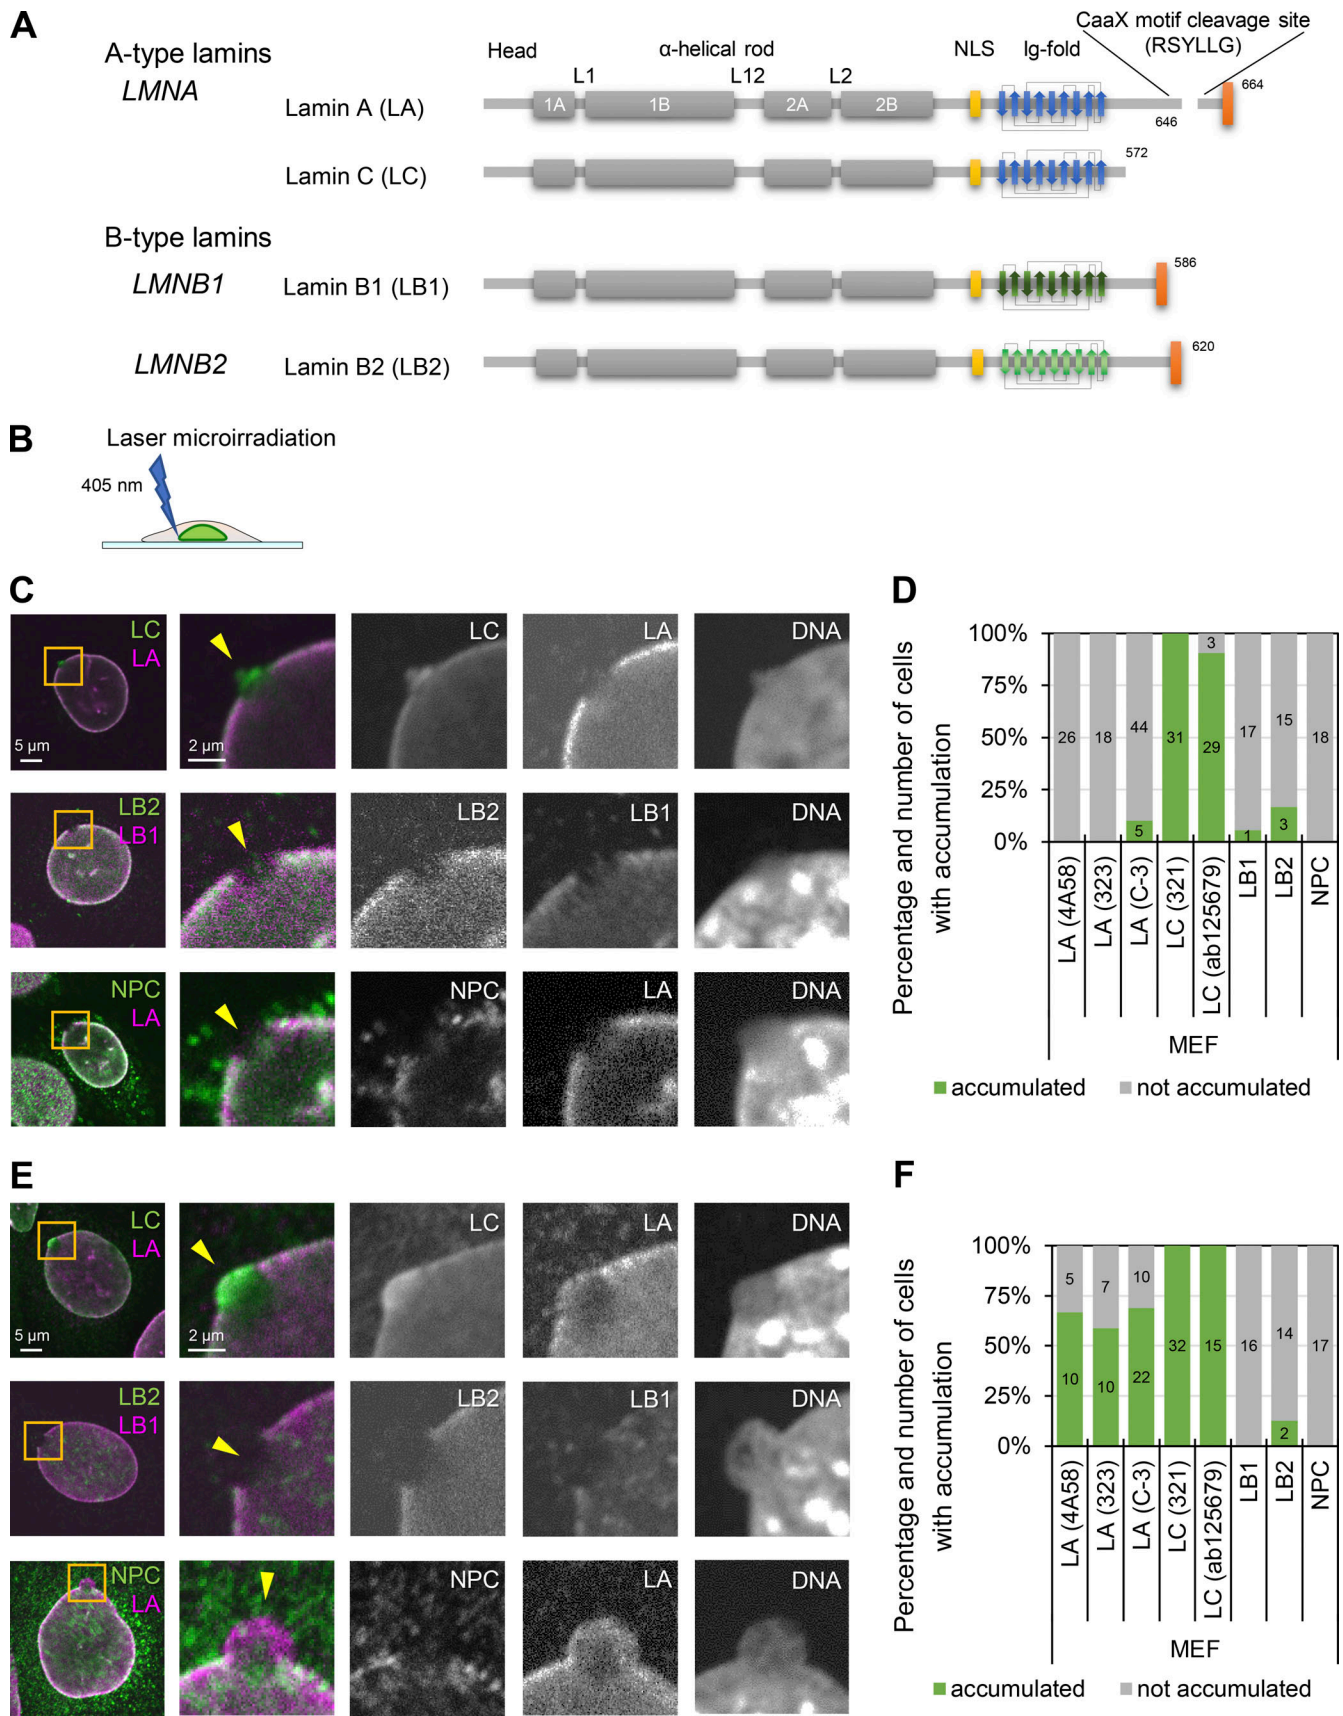 A
A-type lamins
LMNA
Head
α-helical rod
NLS
Ig-fold
CaaX motif cleavage site
(RSYLLG)
L1
L12
L2
Lamin A (LA)
1A
1B
2A
2B
646
664
Lamin C (LC)
572
B-type lamins
LMNB1
Lamin B1 (LB1)
586
LMNB2
Lamin B2 (LB2)
620
B
Laser microirradiation
405 nm
C
LC
LA
5 µm
2 µm
LC
LA
DNA
LB2
LB1
LB2
LB1
DNA
NPC
LA
NPC
LA
DNA
D
Percentage and number of cells
with accumulation
100%
75%
50%
25%
0%
26
18
44
5
31
3
29
17
1
15
3
18
LA (4A58)
LA (323)
LA (C-3)
LC (321)
LC (ab125679)
LB1
LB2
NPC
MEF
accumulated
not accumulated
E
LC
LA
5 µm
2 µm
LC
LA
DNA
LB2
LB1
LB2
LB1
DNA
NPC
LA
NPC
LA
DNA
F
Percentage and number of cells
with accumulation
100%
75%
50%
25%
0%
5
10
7
10
10
22
32
15
16
14
2
17
LA (4A58)
LA (323)
LA (C-3)
LC (321)
LC (ab125679)
LB1
LB2
NPC
MEF
accumulated
not accumulated